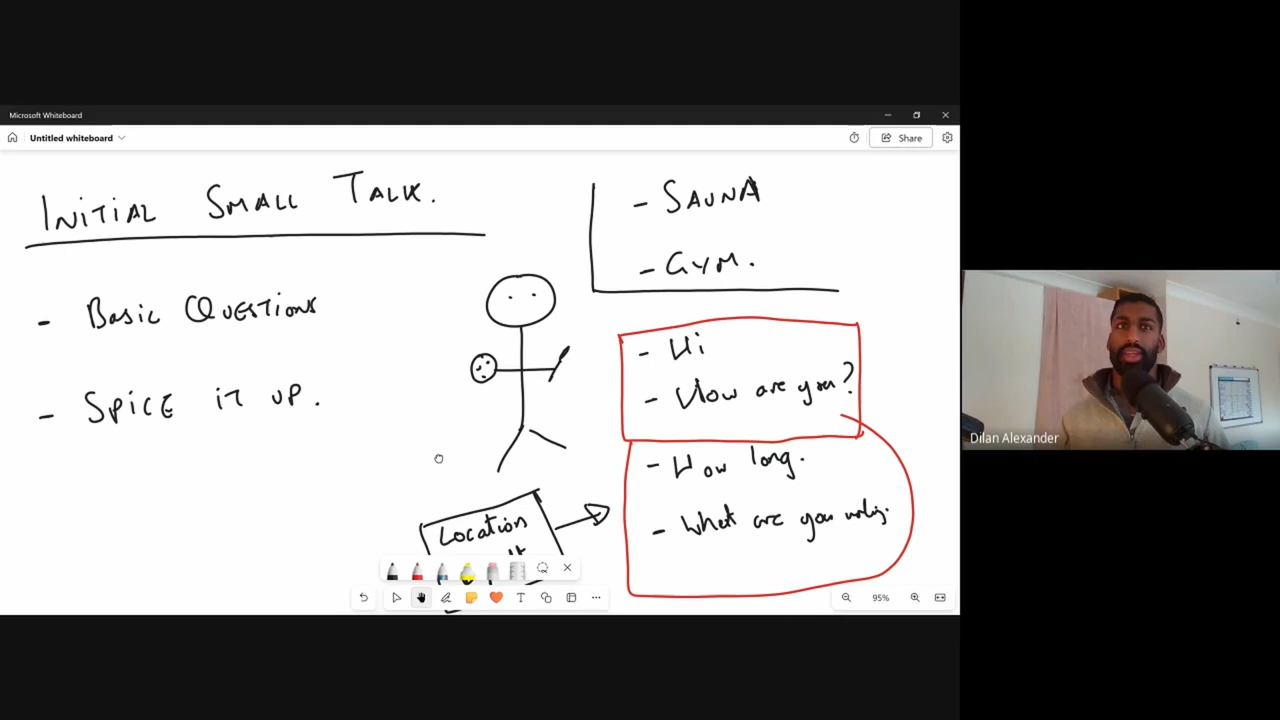 Microsoft Whiteboard
Untitled whiteboard
Share
INITIAL SMALL TALK.
- BASIC QUESTIONS
- SPICE IT UP.
- SAUNA
- GYM.
- Hi
- How are you?
- How long.
- What are you
Location
Dilan Alexander
95%